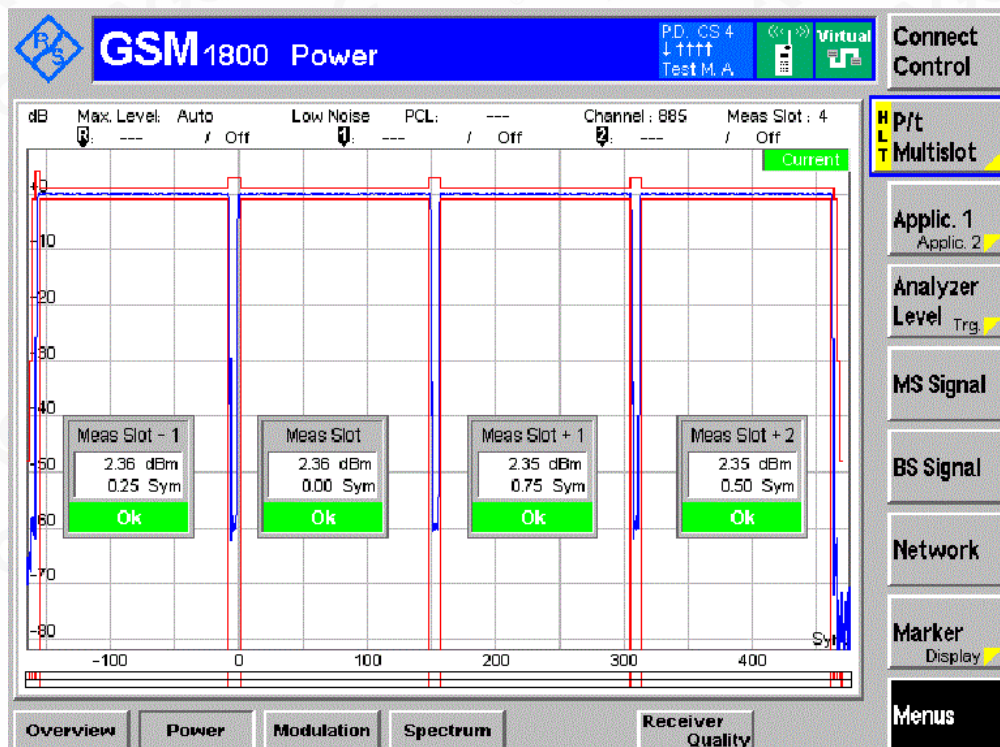 R/S
GSM 1800 Power
P.D. CS 4
↓↑↑↑↑
Test M. A.
Virtual
Connect Control
dB Max. Level: Auto Low Noise PCL: --- Channel : 885 Meas Slot : 4
R: --- / Off 1: --- / Off 2: --- / Off
Current
HLT P/t Multislot
Applic. 1
Applic. 2
Analyzer Level Trg.
MS Signal
BS Signal
Network
Marker
Display
Menus
+0
-10
-20
-30
-40
-50
-60
-70
-80
Meas Slot - 1
2.36 dBm
0.25 Sym
Ok
Meas Slot
2.36 dBm
0.00 Sym
Ok
Meas Slot + 1
2.35 dBm
0.75 Sym
Ok
Meas Slot + 2
2.35 dBm
0.50 Sym
Ok
-100 0 100 200 300 400
Overview Power Modulation Spectrum Receiver Quality